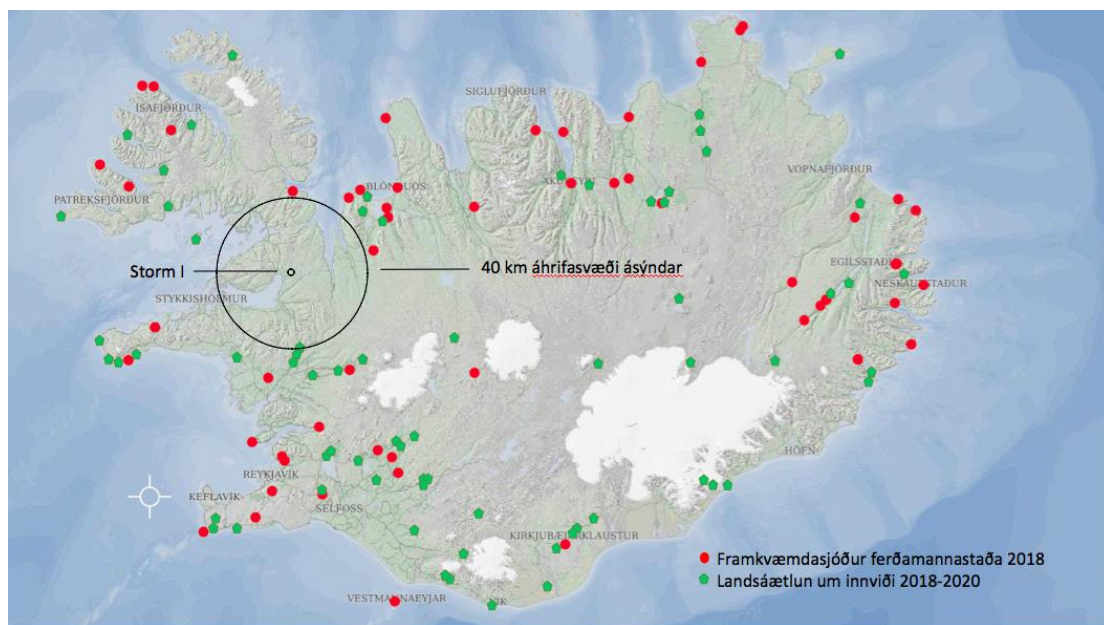 SIGLUFJÖRÐUR
ÍSAFJÖRÐUR
VOPNAFJÖRÐUR
BLÖNDUÓS
AKUREYRI
PATREKSFJÖRÐUR
EGILSSTAÐIR
Storm I
40 km áhrifasvæði ásýndar
NESKAUPSTAÐUR
STYKKISHÓLMUR
HÖFN
REYKJAVÍK
KEFLAVÍK
SELFOSS
KIRKJUBÆJARKLAUSTUR
Framkvæmdasjóður ferðamannastaða 2018
Landsáætlun um innviði 2018-2020
VESTMANNAEYJAR
VÍK